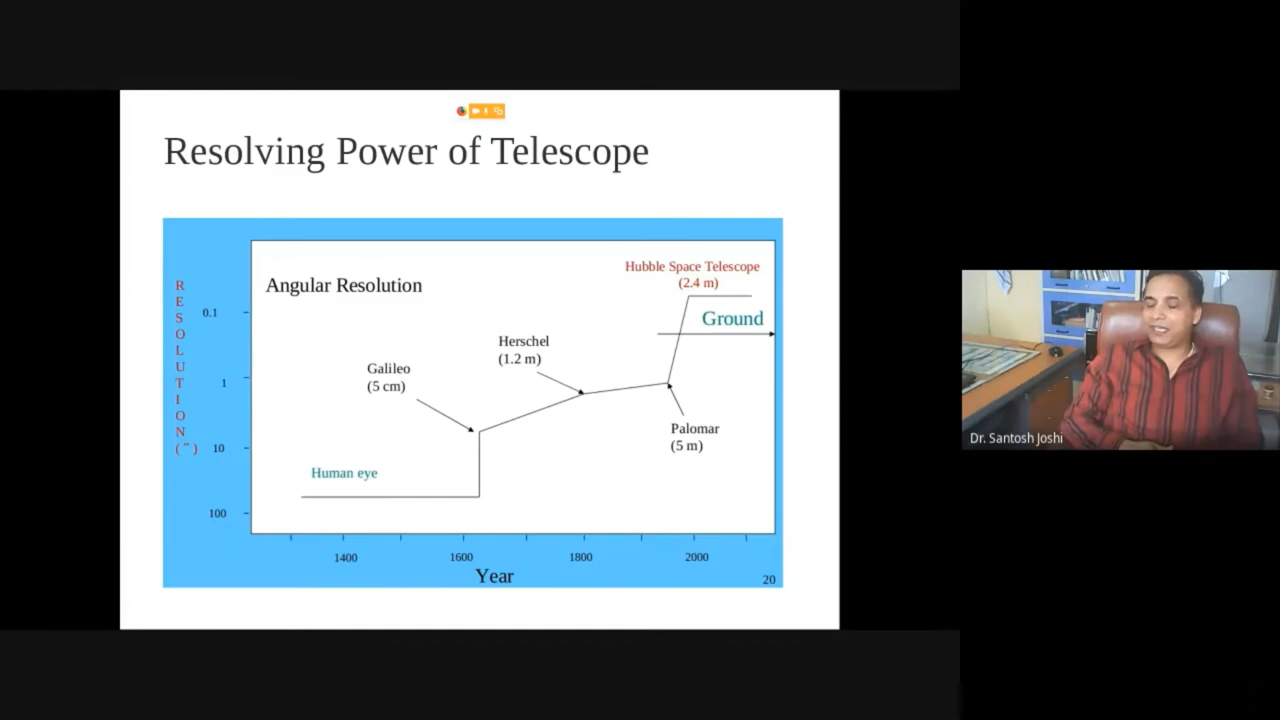 Resolving Power of Telescope
RESOLUTION(")
Angular Resolution
Hubble Space Telescope
(2.4 m)
0.1
Ground
Herschel
(1.2 m)
Galileo
(5 cm)
1
Palomar
(5 m)
10
Human eye
100
1400
1600
1800
2000
Year
20
Dr. Santosh Joshi